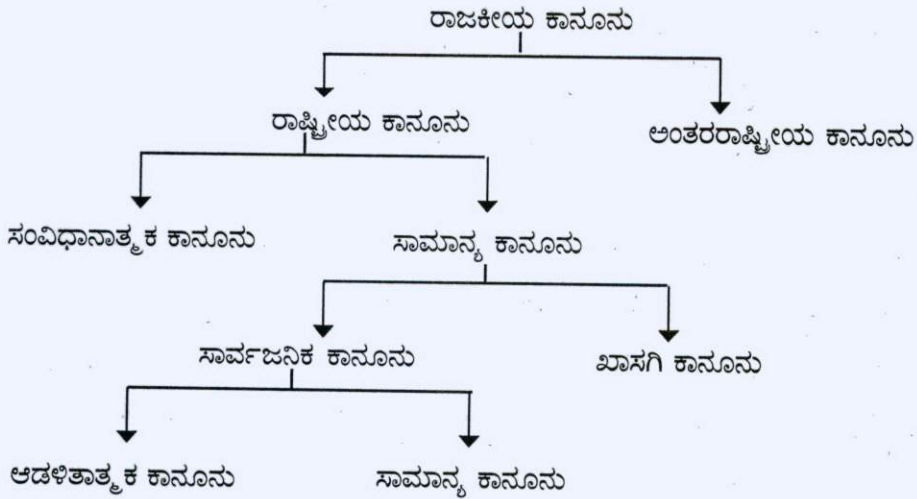 ರಾಜಕೀಯ ಕಾನೂನು
ರಾಷ್ಟ್ರೀಯ ಕಾನೂನು
ಅಂತರರಾಷ್ಟ್ರೀಯ ಕಾನೂನು
ಸಂವಿಧಾನಾತ್ಮಕ ಕಾನೂನು
ಸಾಮಾನ್ಯ ಕಾನೂನು
ಸಾರ್ವಜನಿಕ ಕಾನೂನು
ಖಾಸಗಿ ಕಾನೂನು
ಆಡಳಿತಾತ್ಮಕ ಕಾನೂನು
ಸಾಮಾನ್ಯ ಕಾನೂನು